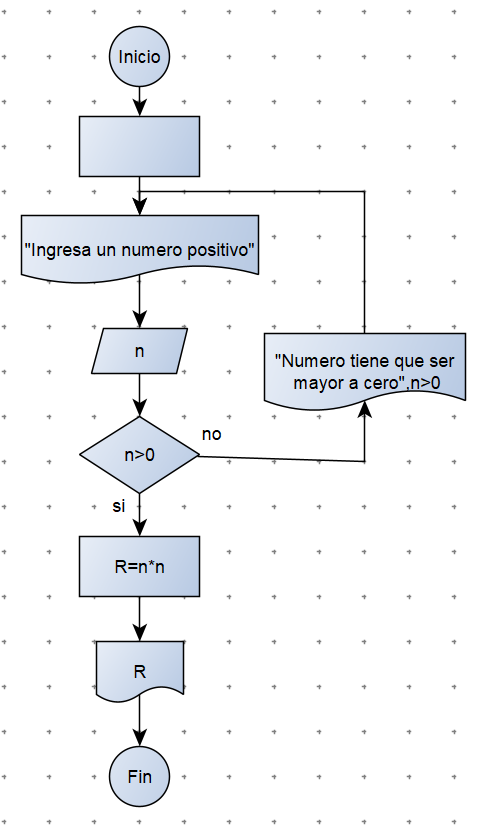 Inicio
"Ingresa un numero positivo"
n
"Numero tiene que ser
mayor a cero",n>0
no
n>0
si
R=n*n
R
Fin